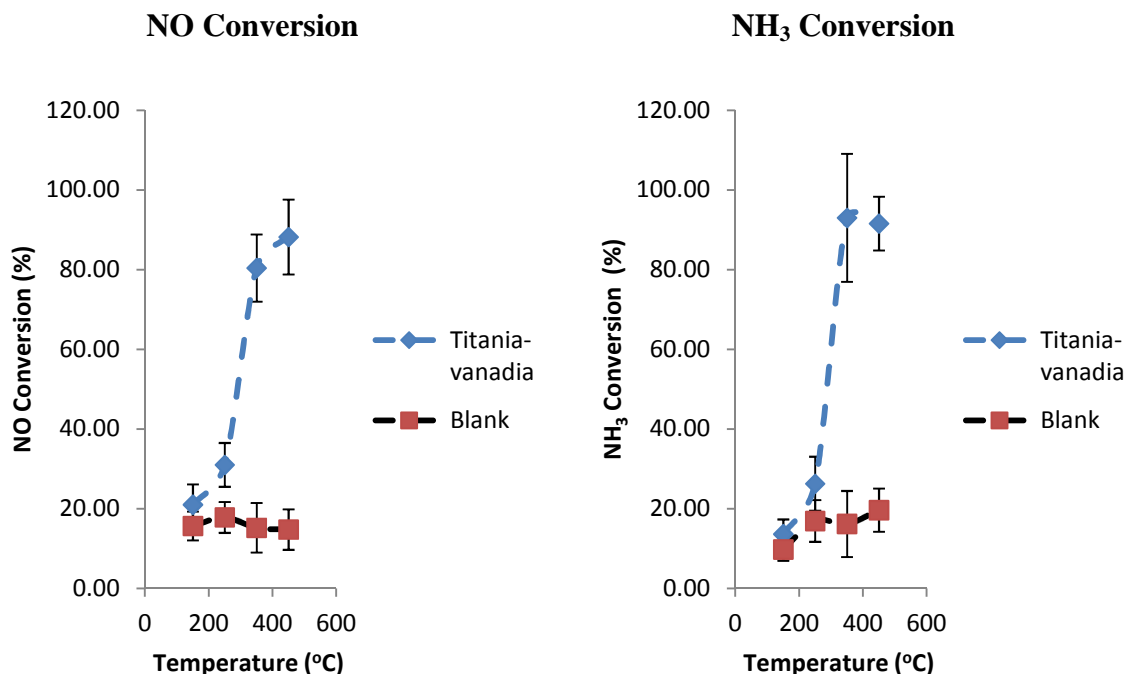 NO Conversion
NH₃ Conversion
120.00
100.00
80.00
60.00
40.00
20.00
0.00
0
200
400
600
NO Conversion (%)
Temperature (ºC)
Titania-
vanadia
Blank
120.00
100.00
80.00
60.00
40.00
20.00
0.00
0
200
400
600
NH₃ Conversion (%)
Temperature (ºC)
Titania-
vanadia
Blank